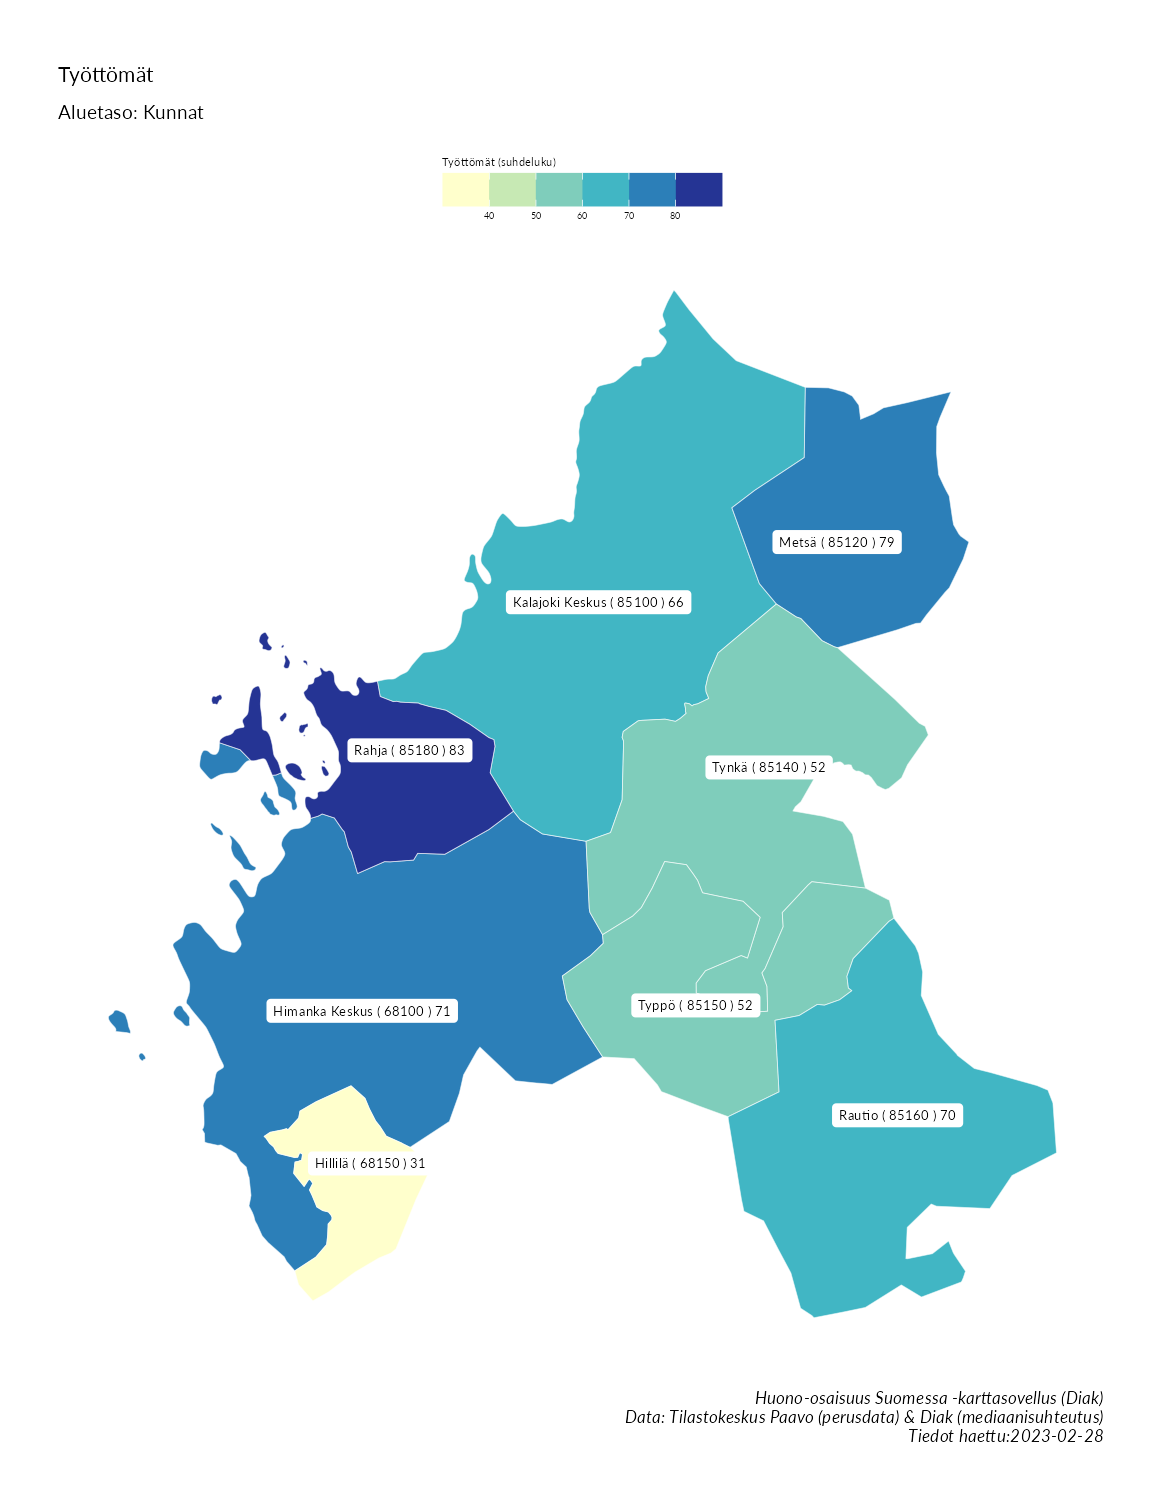 Työttömät
Aluetaso: Kunnat
Työttömät (suhdeluku)
40 50 60 70 80
Metsä ( 85120 ) 79
Kalajoki Keskus ( 85100 ) 66
Rahja ( 85180 ) 83
Tynkä ( 85140 ) 52
Typpö ( 85150 ) 52
Himanka Keskus ( 68100 ) 71
Rautio ( 85160 ) 70
Hillilä ( 68150 ) 31
Huono-osaisuus Suomessa -karttasovellus (Diak)
Data: Tilastokeskus Paavo (perusdata) & Diak (mediaanisuhteutus)
Tiedot haettu:2023-02-28